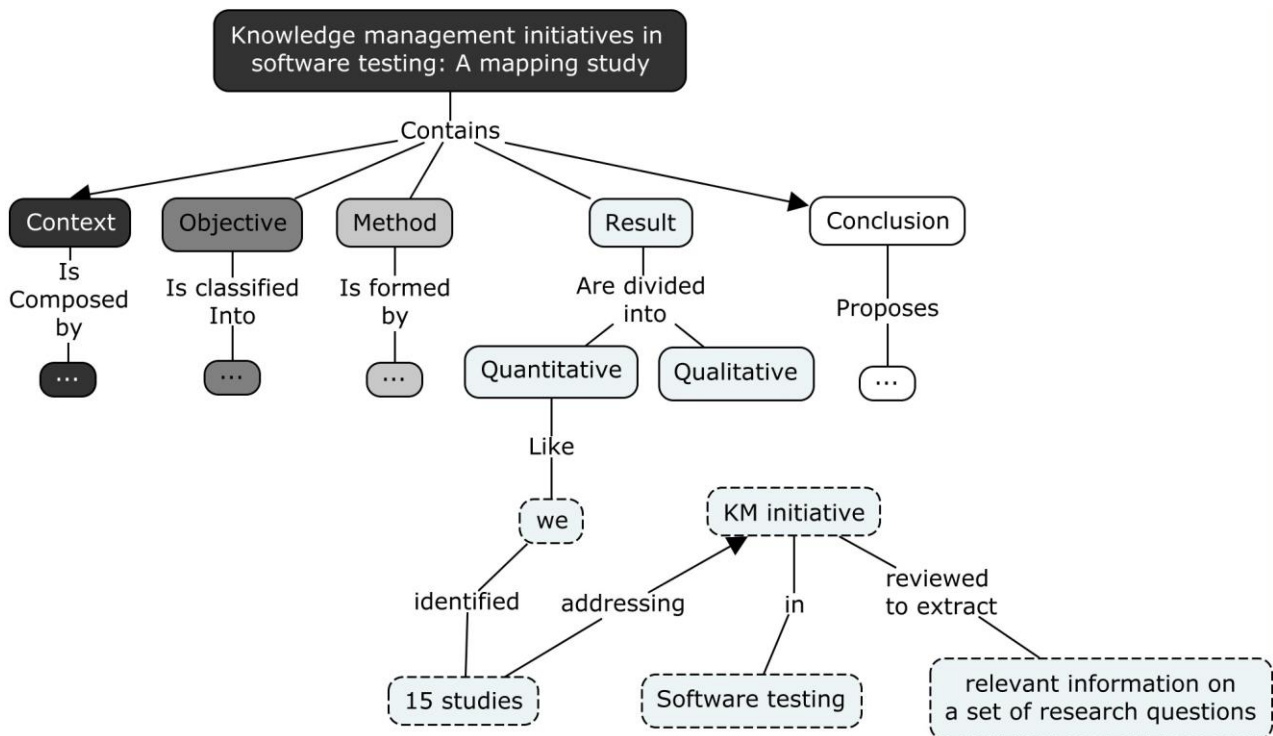 Knowledge management initiatives in
software testing: A mapping study
Contains
Context
Objective
Method
Result
Conclusion
Is
Composed
by
Is classified
Into
Is formed
by
Are divided
into
Proposes
...
...
...
Quantitative
Qualitative
...
Like
we
KM initiative
identified
addressing
in
reviewed
to extract
15 studies
Software testing
relevant information on
a set of research questions